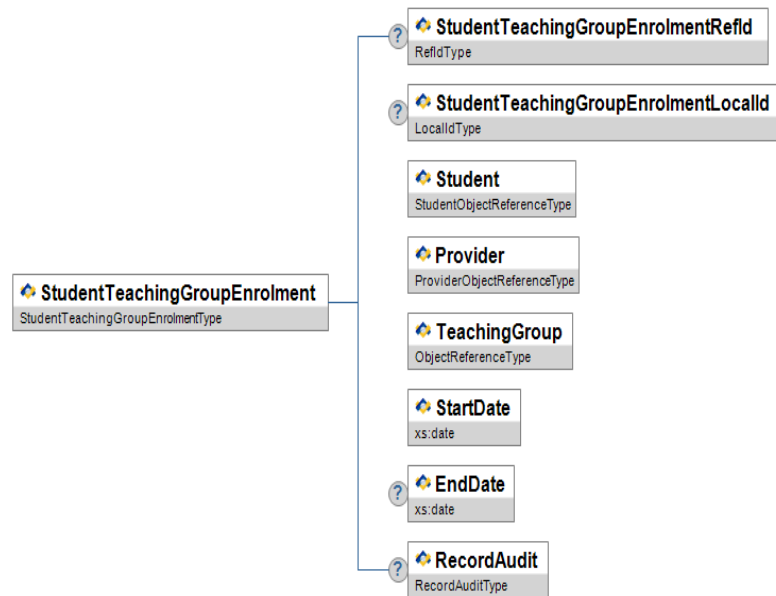 ? StudentTeachingGroupEnrolmentRefId
RefIdType
? StudentTeachingGroupEnrolmentLocalId
LocalIdType
Student
StudentObjectReferenceType
Provider
ProviderObjectReferenceType
StudentTeachingGroupEnrolment
StudentTeachingGroupEnrolmentType
TeachingGroup
ObjectReferenceType
StartDate
xs:date
? EndDate
xs:date
? RecordAudit
RecordAuditType